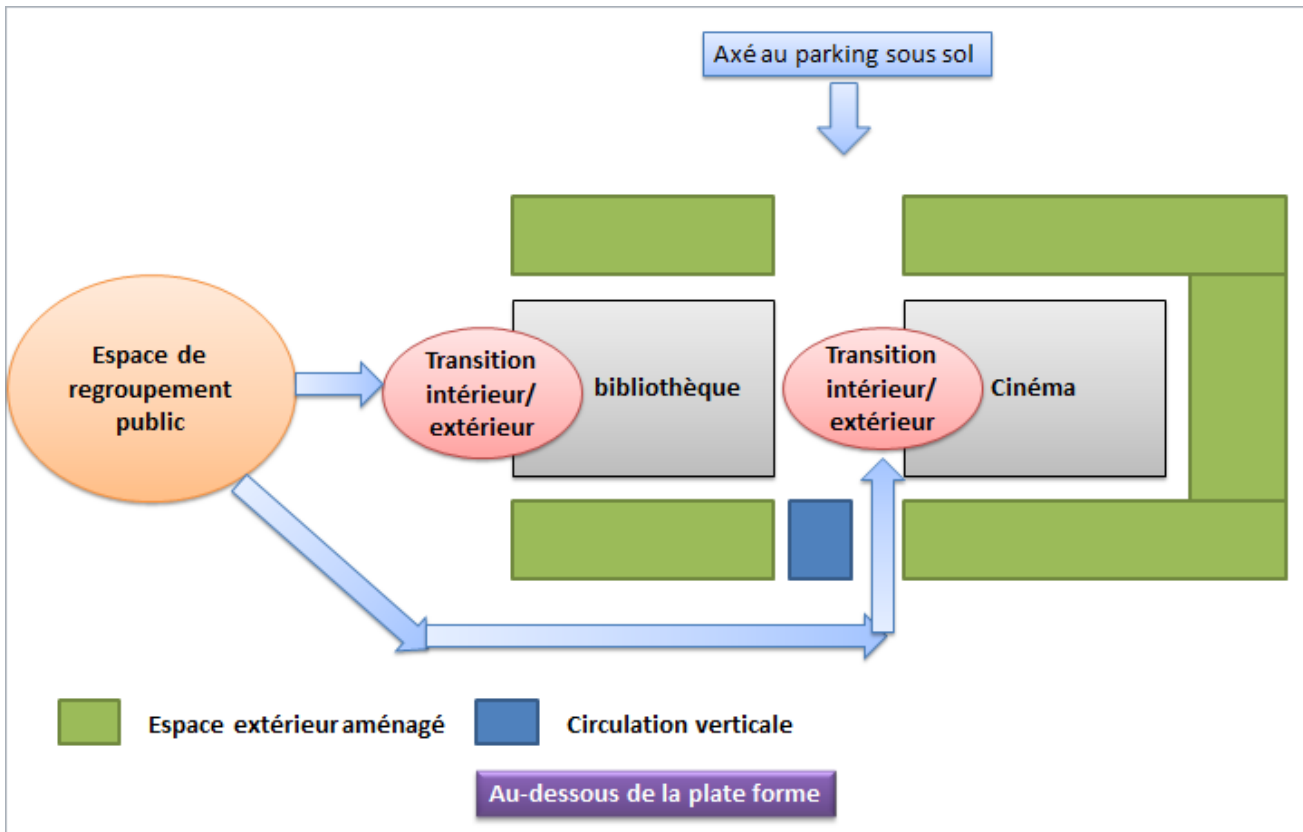 Axé au parking sous sol
Espace de
regroupement
public
Transition
intérieur/
extérieur
bibliothèque
Transition
intérieur/
extérieur
Cinéma
Espace extérieur aménagé
Circulation verticale
Au-dessous de la plate forme